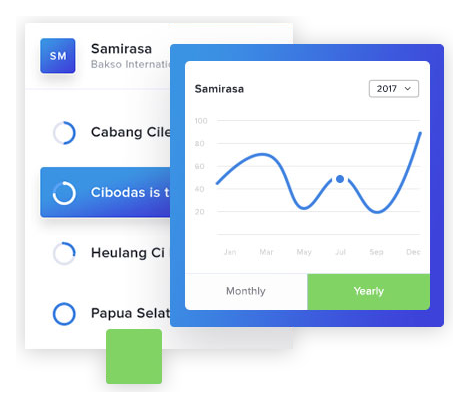 SM
Samirasa
Bakso Internatio
Cabang Cile
Cibodas is t
Heulang Ci
Papua Selat
Samirasa
2017
100
80
60
40
20
Jan Mar May Jul Sep Dec
Monthly Yearly